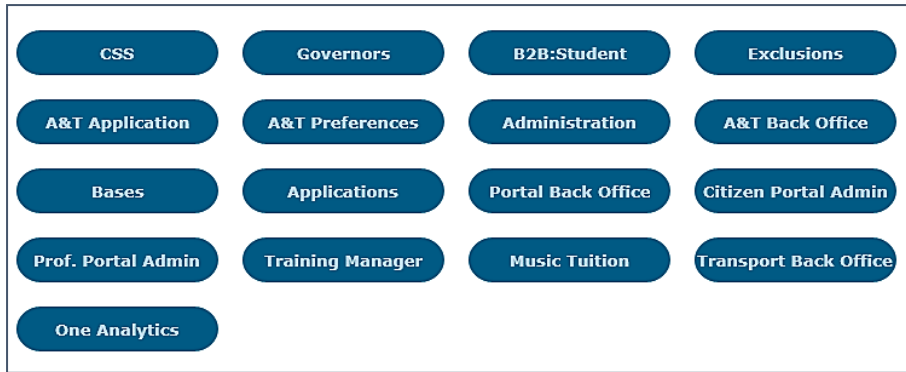 CSS
Governors
B2B:Student
Exclusions
A&T Application
A&T Preferences
Administration
A&T Back Office
Bases
Applications
Portal Back Office
Citizen Portal Admin
Prof. Portal Admin
Training Manager
Music Tuition
Transport Back Office
One Analytics